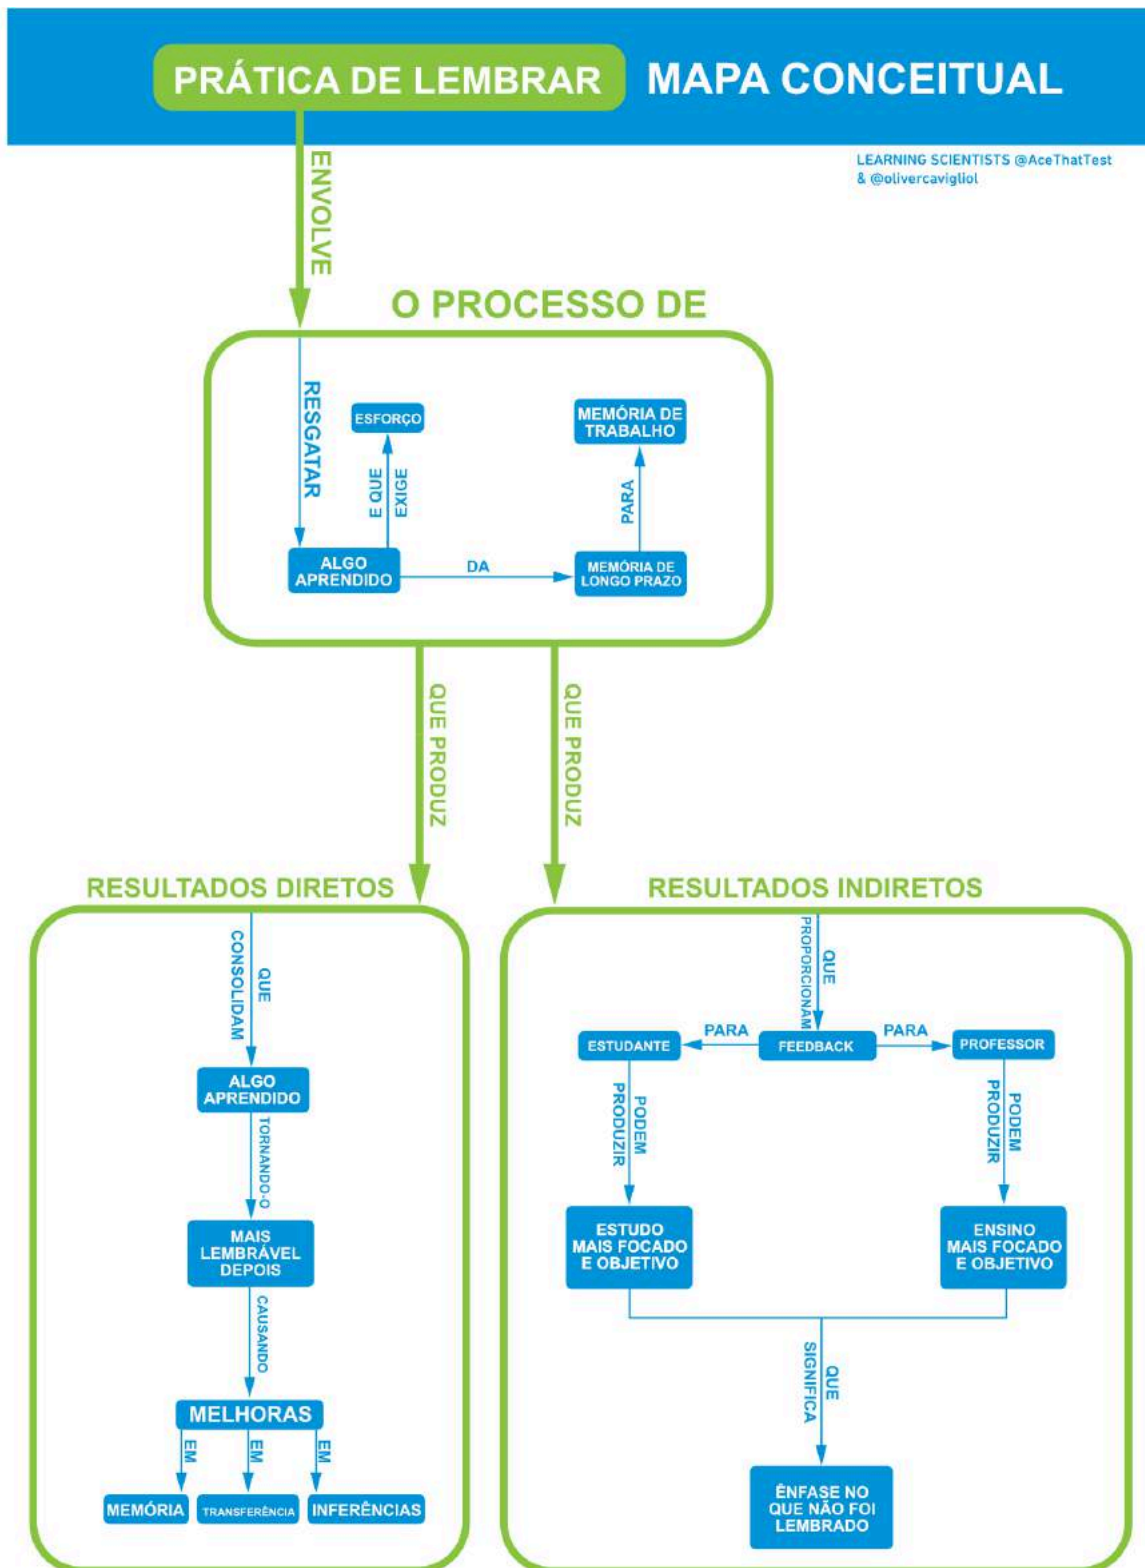 PRÁTICA DE LEMBRAR MAPA CONCEITUAL
LEARNING SCIENTISTS @AceThatTest
& @olivercavigliol
ENVOLVE
O PROCESSO DE
RESGATAR
ESFORÇO
E QUE
EXIGE
MEMÓRIA DE
TRABALHO
PARA
ALGO
APRENDIDO
DA
MEMÓRIA DE
LONGO PRAZO
QUE PRODUZ
QUE PRODUZ
RESULTADOS DIRETOS
QUE
CONSOLIDAM
ALGO
APRENDIDO
TORNANDO-O
MAIS
LEMBRÁVEL
DEPOIS
CAUSANDO
MELHORAS
EM
EM
EM
MEMÓRIA
TRANSFERÊNCIA
INFERÊNCIAS
RESULTADOS INDIRETOS
QUE
PROPORCIONAM
ESTUDANTE
PARA
FEEDBACK
PARA
PROFESSOR
PODEM
PRODUZIR
PODEM
PRODUZIR
ESTUDO
MAIS FOCADO
E OBJETIVO
ENSINO
MAIS FOCADO
E OBJETIVO
QUE
SIGNIFICA
ÊNFASE NO
QUE NÃO FOI
LEMBRADO